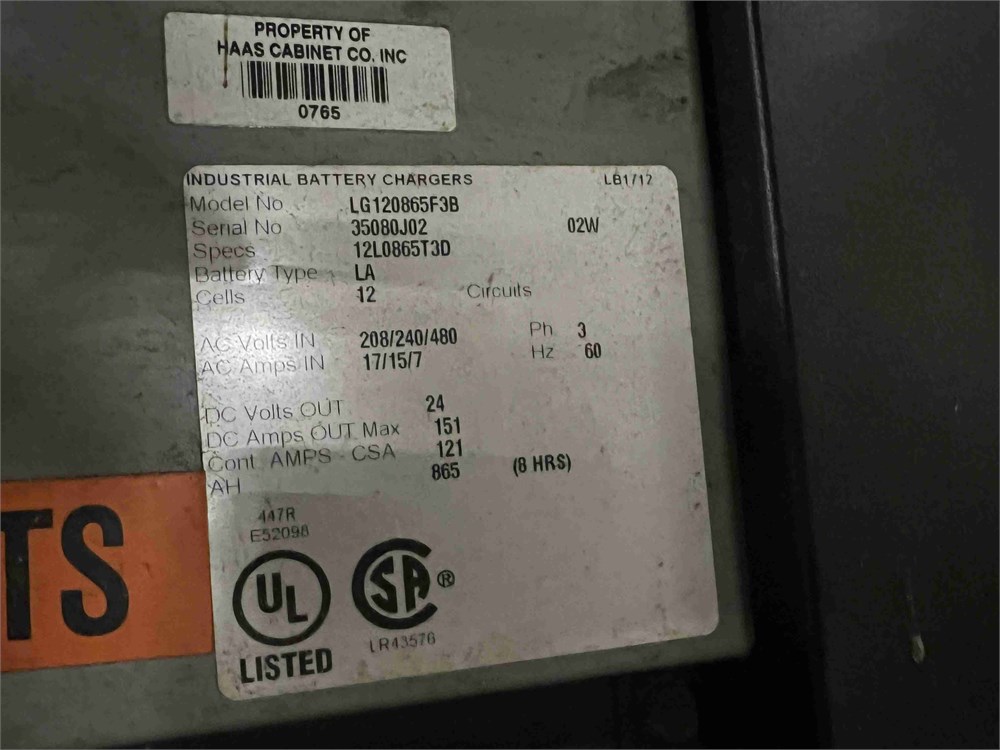 PROPERTY OF
HAAS CABINET CO. INC
0765
INDUSTRIAL BATTERY CHARGERS LB1/12
Model No LG120865F3B
Serial No 35080J02 02W
Specs 12L0865T3D
Battery Type LA
Cells 12 Circuits
AC Volts IN 208/240/480 Ph 3
AC Amps IN 17/15/7 Hz 60
DC Volts OUT 24
DC Amps OUT Max 151
Cont AMPS - CSA 121
AH 865 (8 HRS)
447R
E52098
UL
SA ®
LR43576
LISTED
TS